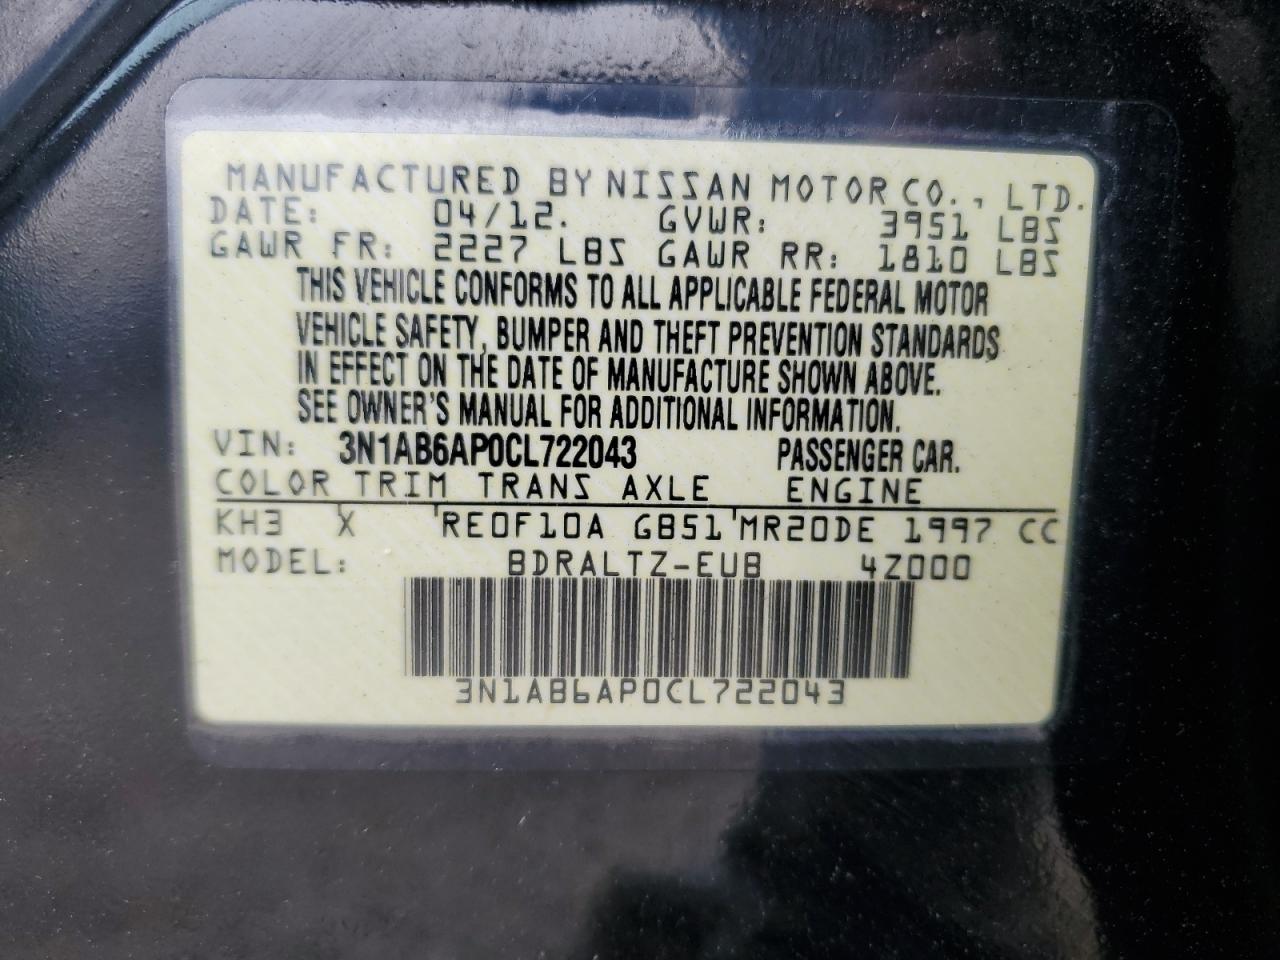 MANUFACTURED BY NISSAN MOTOR CO., LTD.
DATE: 04/12. GVWR: 3951 LBS
GAWR FR: 2227 LBS GAWR RR: 1810 LBS
THIS VEHICLE CONFORMS TO ALL APPLICABLE FEDERAL MOTOR
VEHICLE SAFETY, BUMPER AND THEFT PREVENTION STANDARDS
IN EFFECT ON THE DATE OF MANUFACTURE SHOWN ABOVE.
SEE OWNER'S MANUAL FOR ADDITIONAL INFORMATION.
VIN: 3N1AB6AP0CL722043 PASSENGER CAR.
COLOR TRIM TRANS AXLE ENGINE
KH3 X RE0F10A GB51 MR20DE 1997 CC
MODEL: BDRALTZ-EUB 4Z000
3N1AB6AP0CL722043